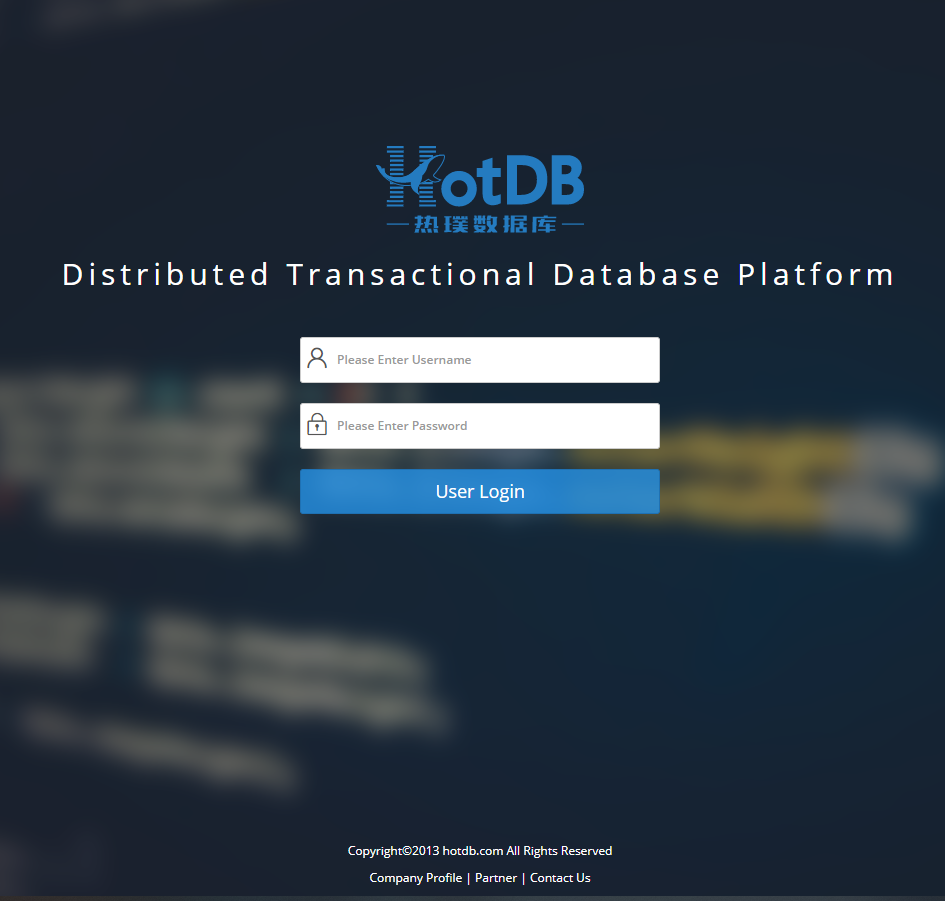 HotDB
热璞数据库
Distributed Transactional Database Platform
Please Enter Username
Please Enter Password
User Login
Copyright©2013 hotdb.com All Rights Reserved
Company Profile | Partner | Contact Us